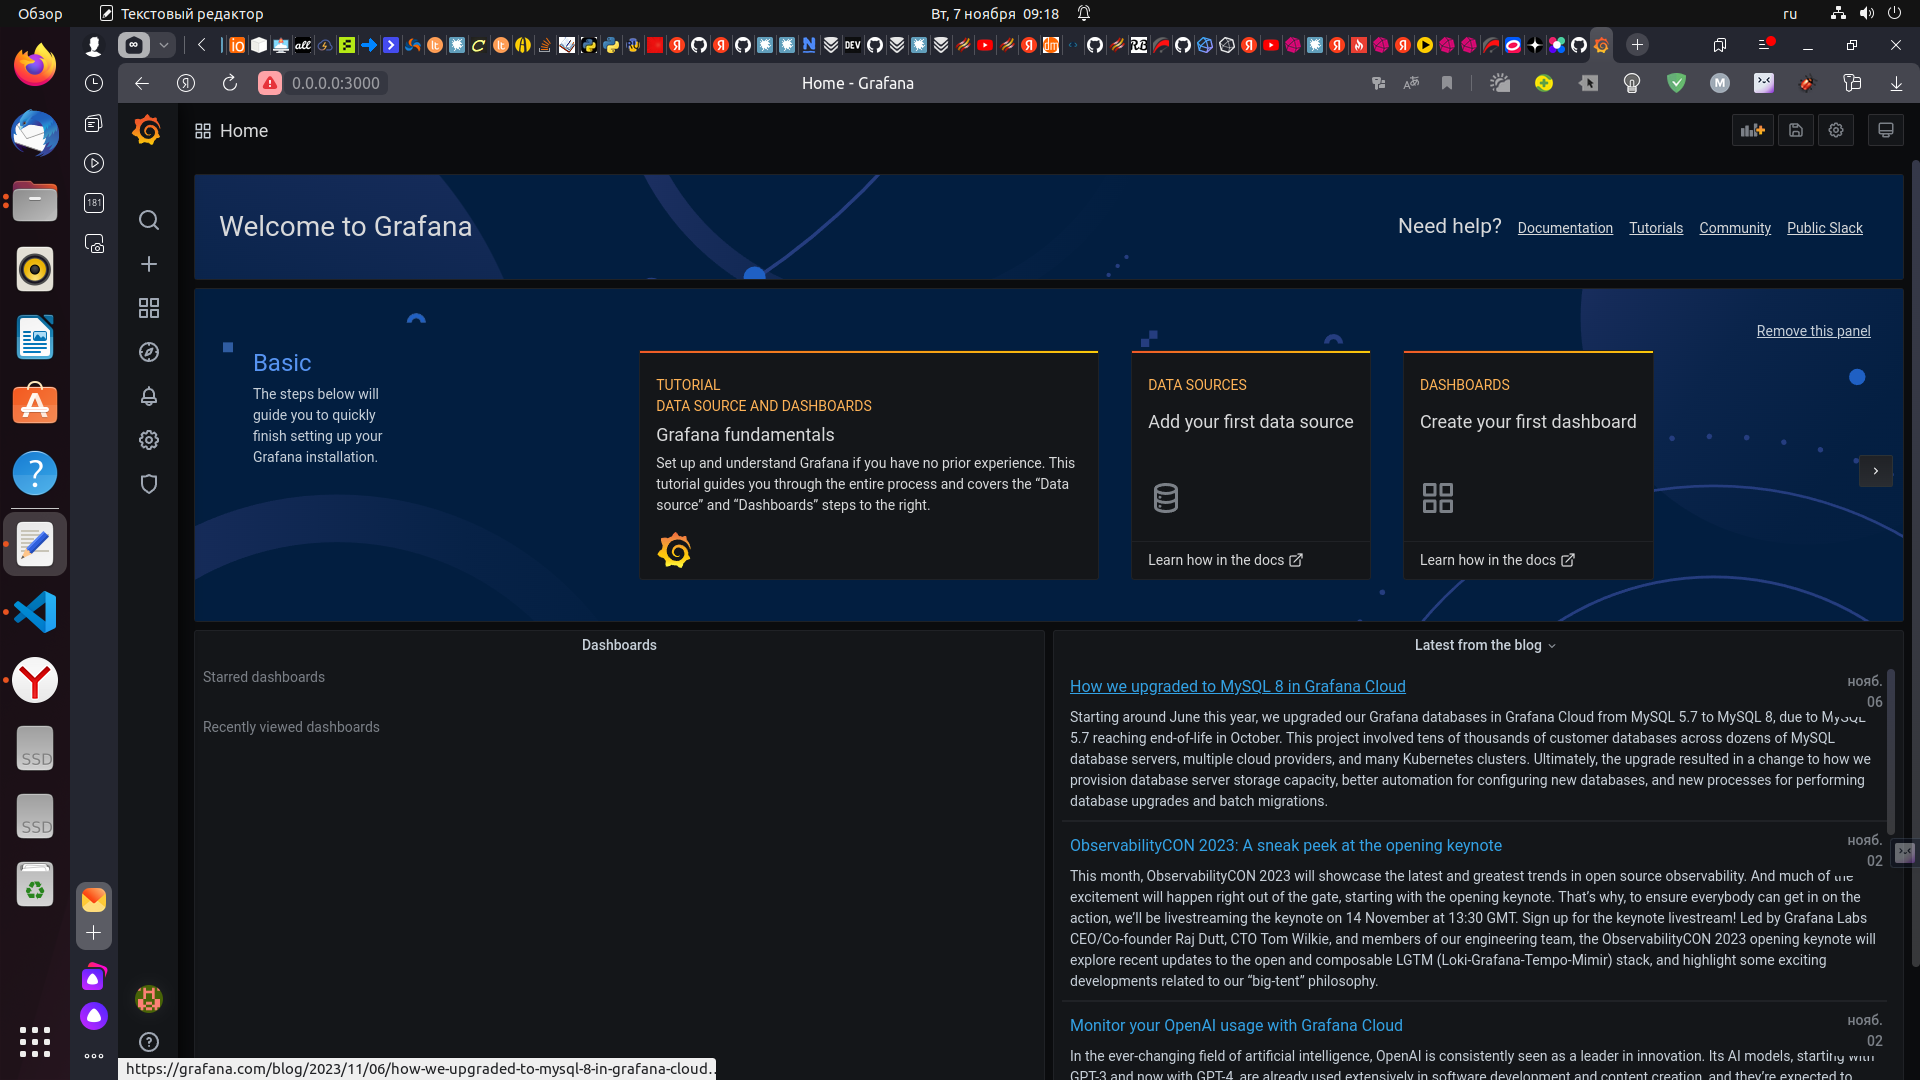 Обзор
Текстовый редактор
Вт, 7 ноября 09:18
ru
0.0.0.0:3000
Home - Grafana
181
Home
Welcome to Grafana
Need help?
Documentation
Tutorials
Community
Public Slack
Remove this panel
Basic
The steps below will
guide you to quickly
finish setting up your
Grafana installation.
TUTORIAL
DATA SOURCE AND DASHBOARDS
Grafana fundamentals
Set up and understand Grafana if you have no prior experience. This
tutorial guides you through the entire process and covers the “Data
source” and “Dashboards” steps to the right.
DATA SOURCES
Add your first data source
Learn how in the docs
DASHBOARDS
Create your first dashboard
Learn how in the docs
Dashboards
Starred dashboards
Recently viewed dashboards
Latest from the blog
How we upgraded to MySQL 8 in Grafana Cloud
нояб.
06
Starting around June this year, we upgraded our Grafana databases in Grafana Cloud from MySQL 5.7 to MySQL 8, due to MySQL
5.7 reaching end-of-life in October. This project involved tens of thousands of customer databases across dozens of MySQL
database servers, multiple cloud providers, and many Kubernetes clusters. Ultimately, the upgrade resulted in a change to how we
provision database server storage capacity, better automation for configuring new databases, and new processes for performing
database upgrades and batch migrations.
ObservabilityCON 2023: A sneak peek at the opening keynote
нояб.
02
This month, ObservabilityCON 2023 will showcase the latest and greatest trends in open source observability. And much of the
excitement will happen right out of the gate, starting with the opening keynote. That’s why, to ensure everybody can get in on the
action, we’ll be livestreaming the keynote on 14 November at 13:30 GMT. Sign up for the keynote livestream! Led by Grafana Labs
CEO/Co-founder Raj Dutt, CTO Tom Wilkie, and members of our engineering team, the ObservabilityCON 2023 opening keynote will
explore recent updates to the open and composable LGTM (Loki-Grafana-Tempo-Mimir) stack, and highlight some exciting
developments related to our “big-tent” philosophy.
Monitor your OpenAI usage with Grafana Cloud
нояб.
02
In the ever-changing field of artificial intelligence, OpenAI is consistently seen as a leader in innovation. Its AI models, starting with
GPT-3 and now with GPT-4, are already used extensively in software development and content creation, and they’re expected to
SSD
SSD
https://grafana.com/blog/2023/11/06/how-we-upgraded-to-mysql-8-in-grafana-cloud…